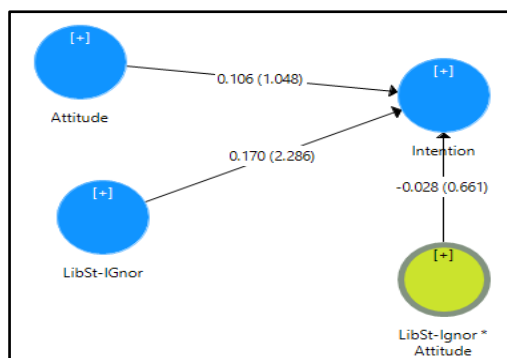 [+]
Attitude
0.106 (1.048)
[+]
Intention
0.170 (2.286)
[+]
LibSt-IGnor
-0.028 (0.661)
[+]
LibSt-Ignor *
Attitude